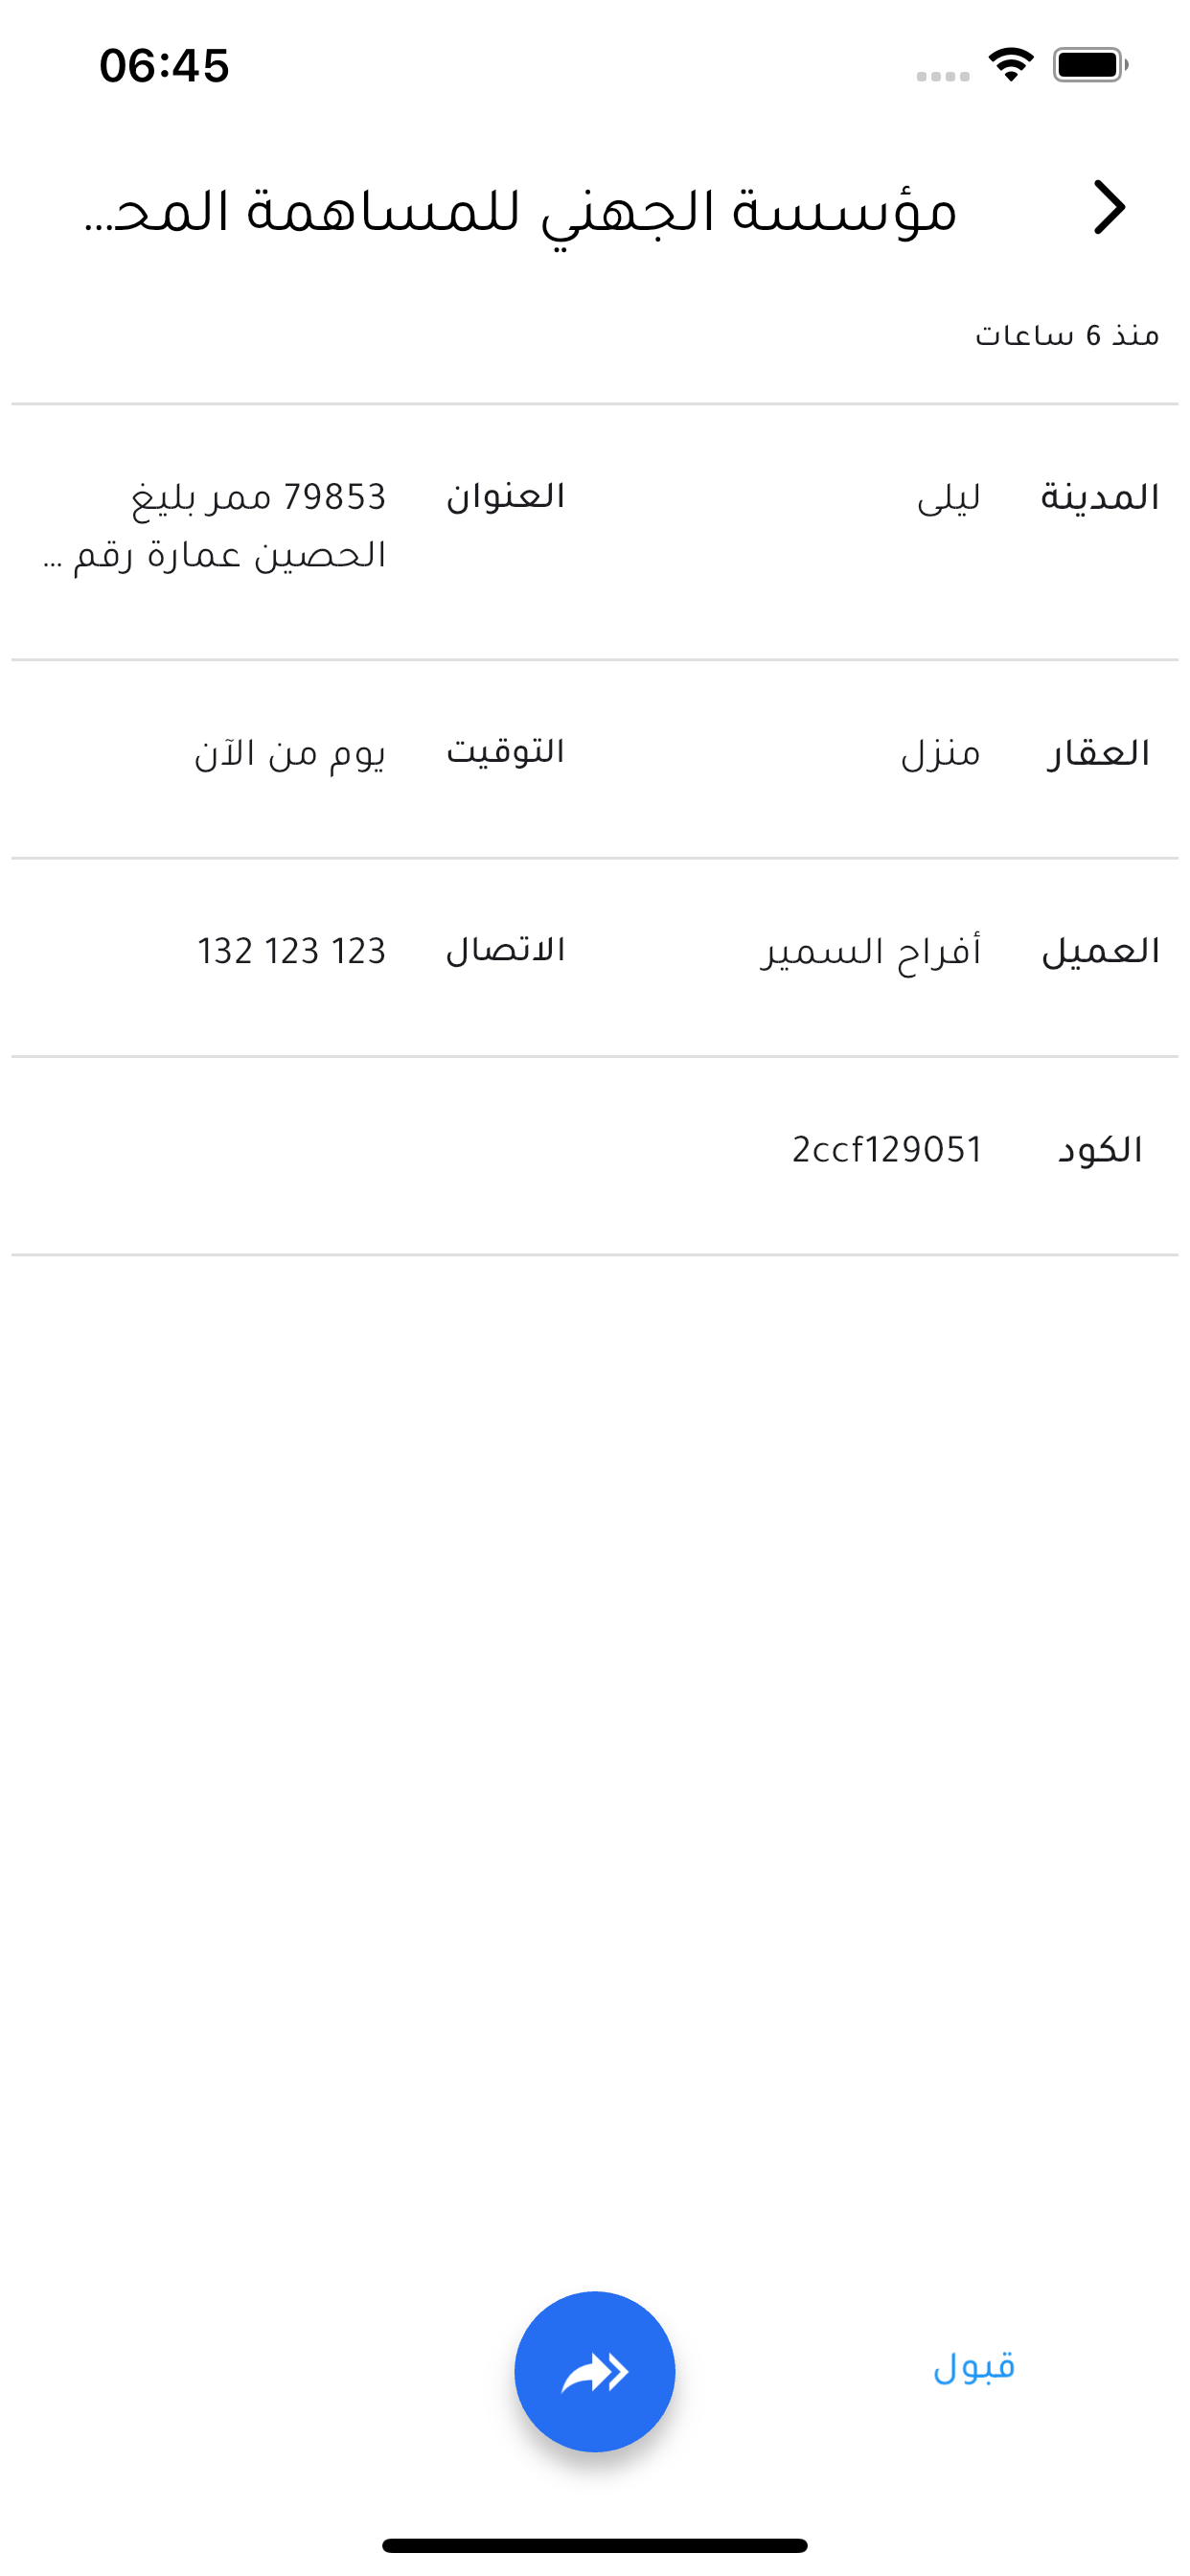 06:45
مؤسسة الجهني للمساهمة المحـ...
منذ 6 ساعات
المدينة ليلى العنوان 79853 ممر بليغ
الحصين عمارة رقم ...
العقار منزل التوقيت يوم من الآن
العميل أفراح السمير الاتصال 132 123 123
الكود 2ccf129051
قبول